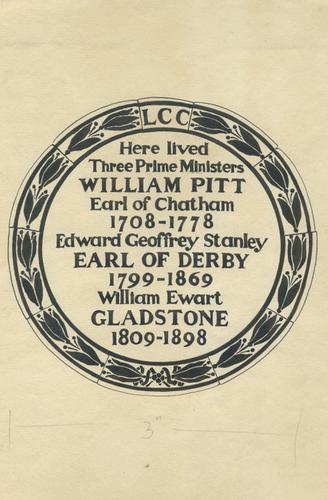 LCC
Here lived
Three Prime Ministers
WILLIAM PITT
Earl of Chatham
1708-1778
Edward Geoffrey Stanley
EARL OF DERBY
1799-1869
William Ewart
GLADSTONE
1809-1898
3"